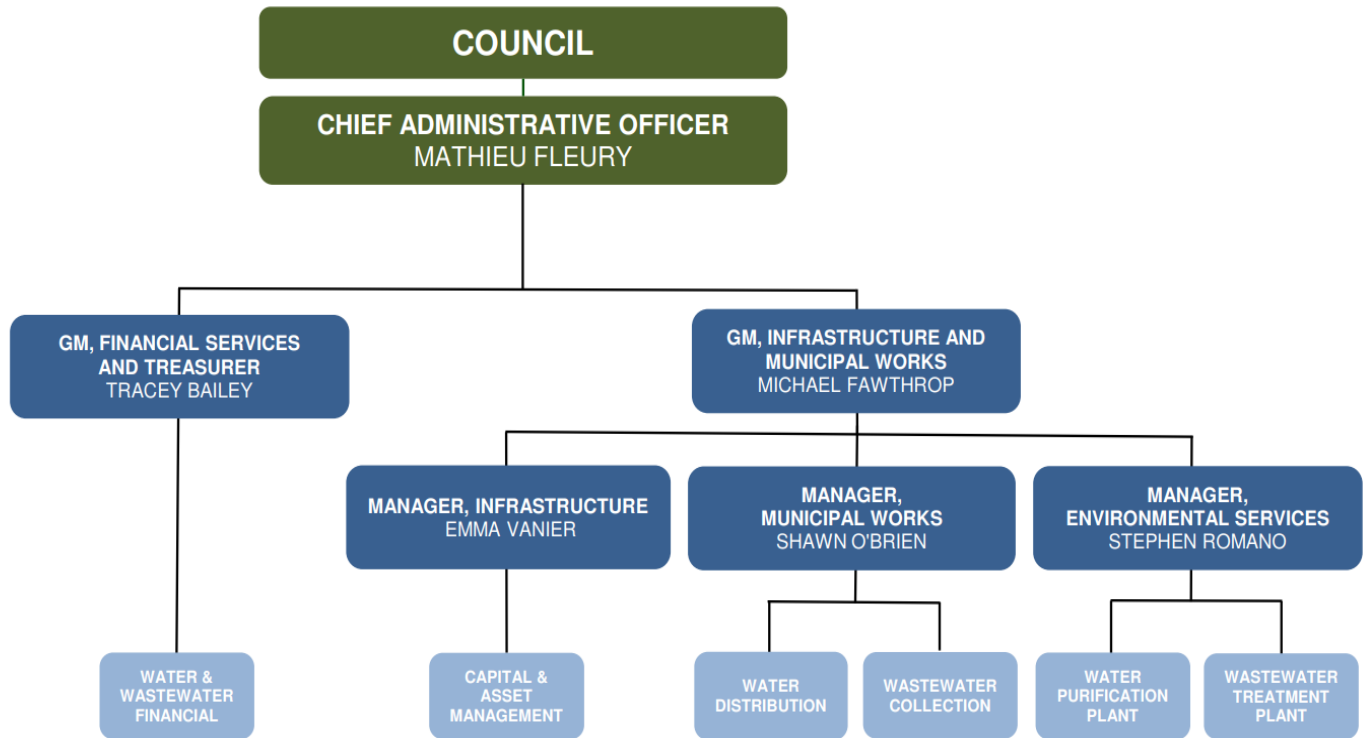 COUNCIL
CHIEF ADMINISTRATIVE OFFICER
MATHIEU FLEURY
GM, FINANCIAL SERVICES
AND TREASURER
TRACEY BAILEY
GM, INFRASTRUCTURE AND
MUNICIPAL WORKS
MICHAEL FAWTHROP
MANAGER, INFRASTRUCTURE
EMMA VANIER
MANAGER,
MUNICIPAL WORKS
SHAWN O'BRIEN
MANAGER,
ENVIRONMENTAL SERVICES
STEPHEN ROMANO
WATER &
WASTEWATER
FINANCIAL
CAPITAL &
ASSET
MANAGEMENT
WATER
DISTRIBUTION
WASTEWATER
COLLECTION
WATER
PURIFICATION
PLANT
WASTEWATER
TREATMENT
PLANT